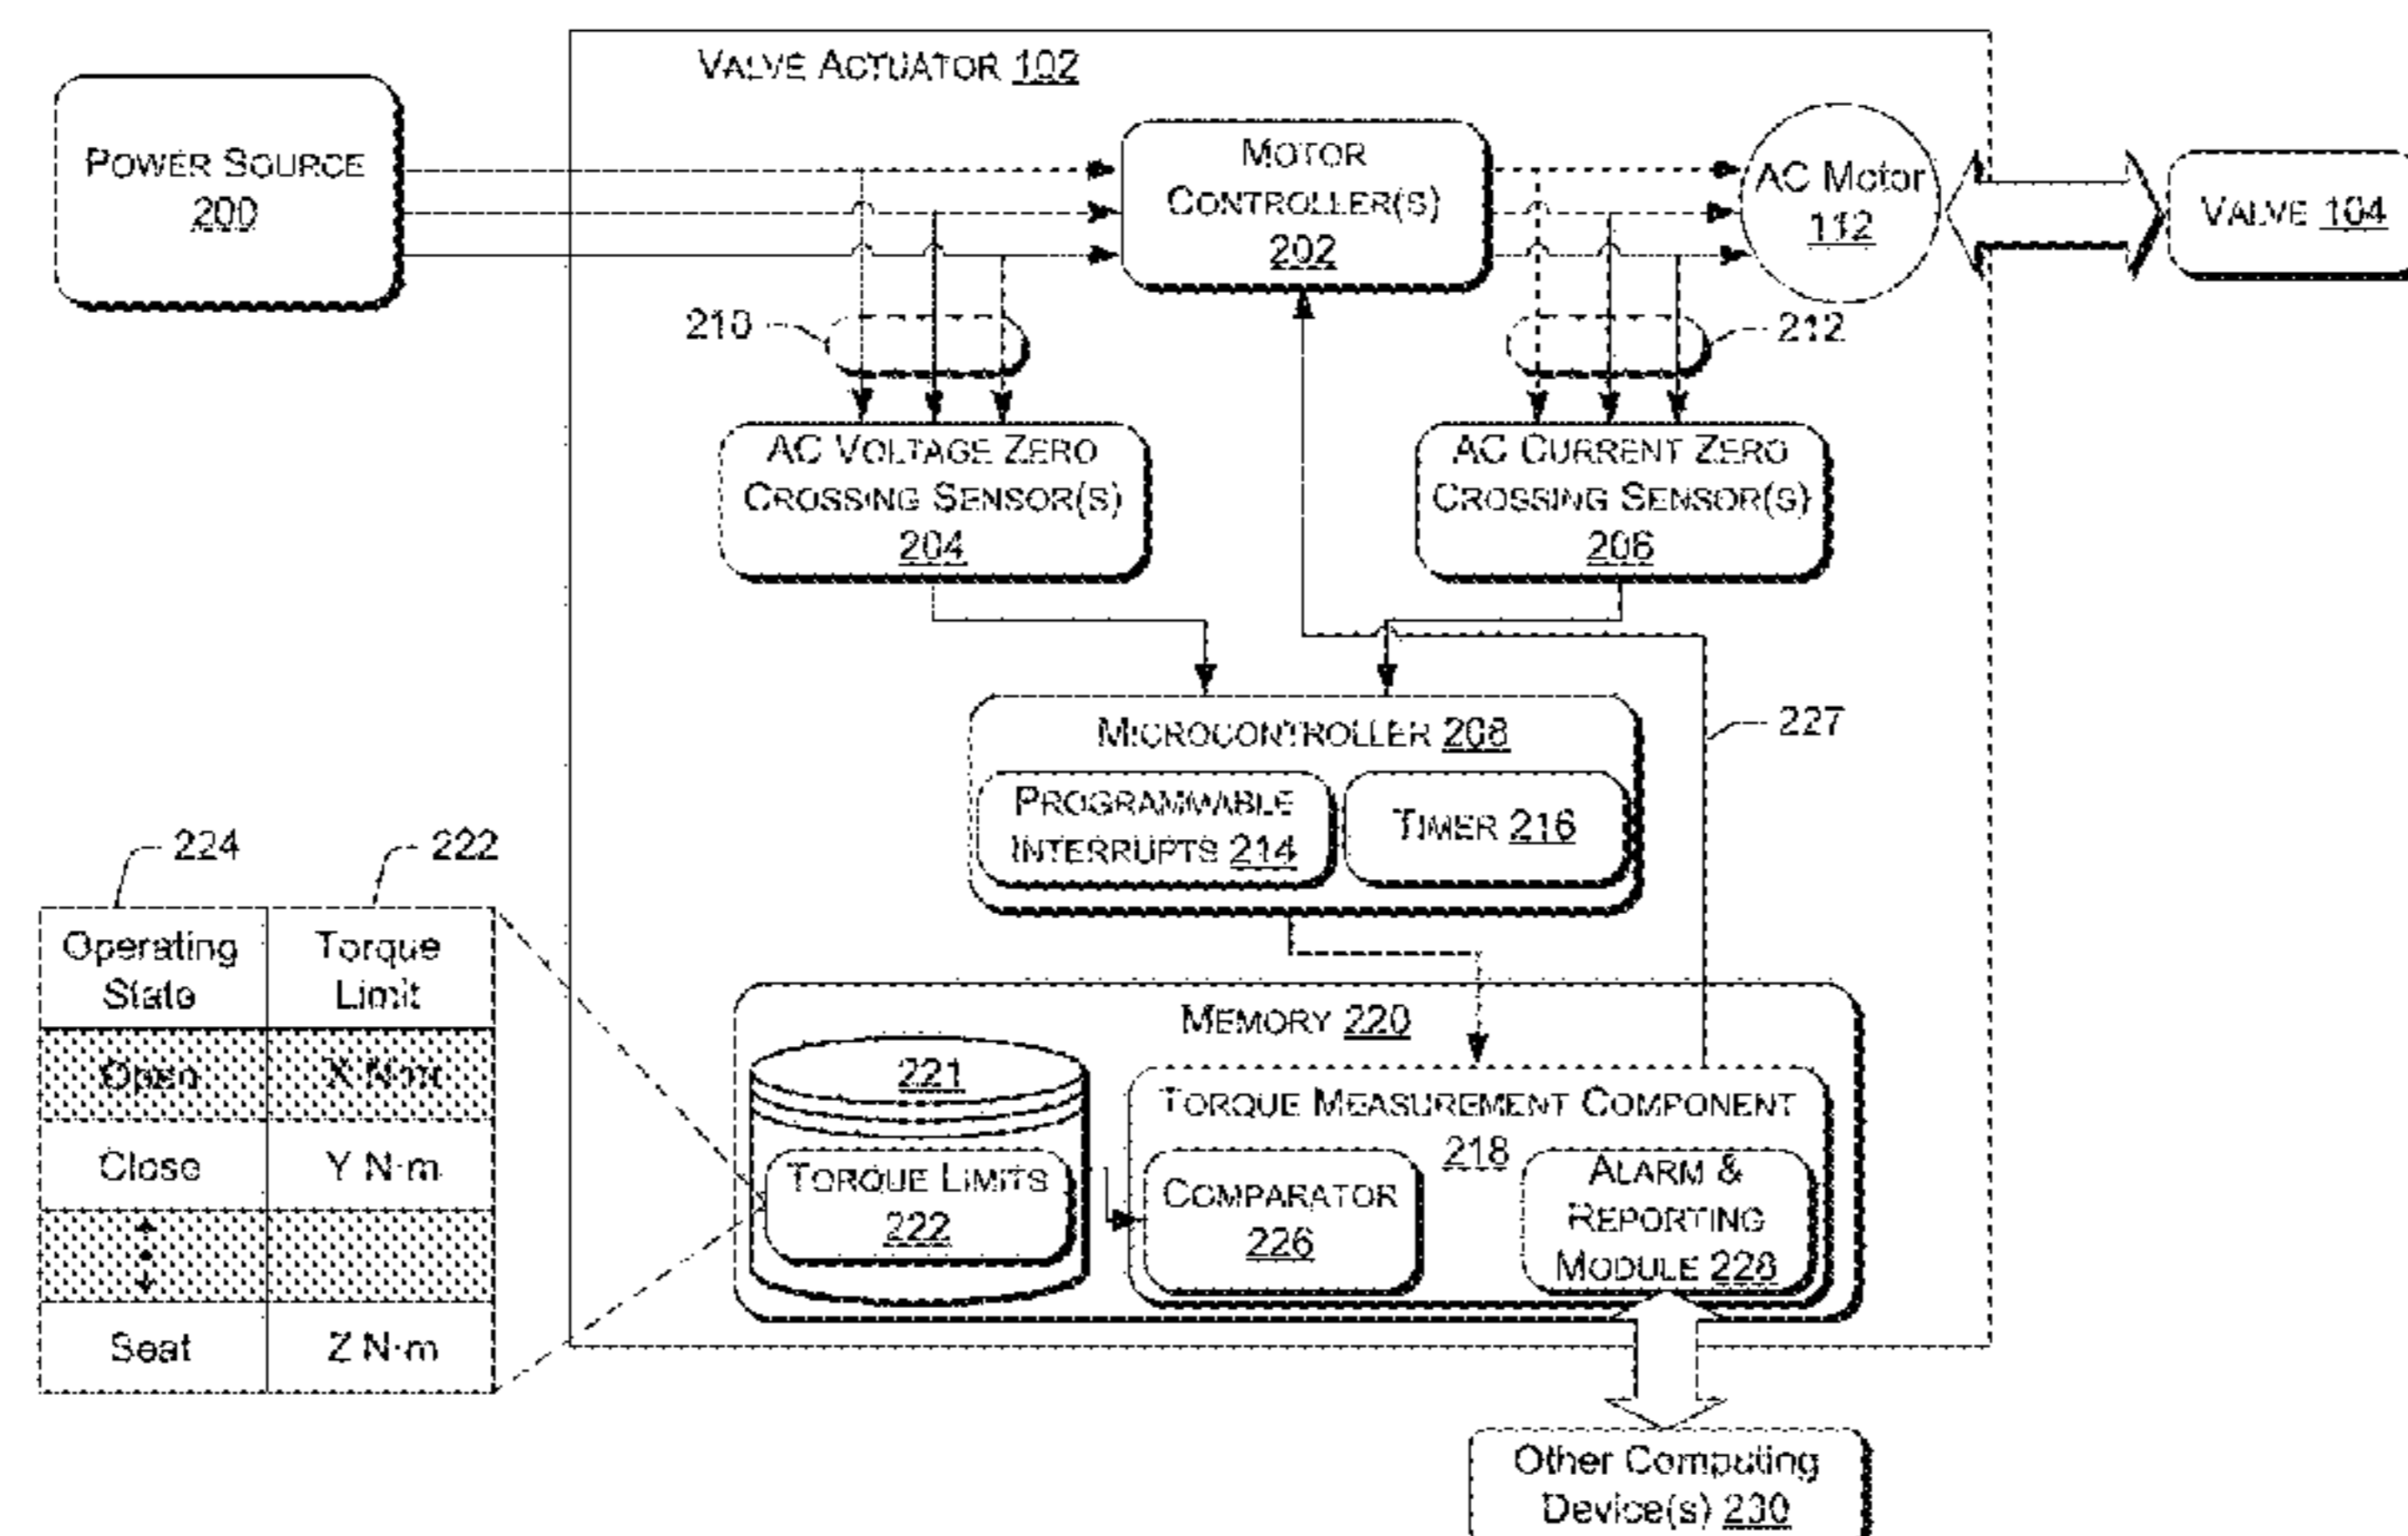 VALVE ACTUATOR 102
POWER SOURCE
200
MOTOR
CONTROLLER(S)
202
AC Motor
112
VALVE 104
210
212
AC VOLTAGE ZERO
CROSSING SENSOR(S)
204
AC CURRENT ZERO
CROSSING SENSOR(S)
206
MICROCONTROLLER 208
227
PROGRAMMABLE
INTERRUPTS 214
TIMER 216
224
222
Operating
State
Torque
Limit
Open
X N·m
Close
Y N·m
Seat
Z N·m
MEMORY 220
221
TORQUE LIMITS
222
TORQUE MEASUREMENT COMPONENT
218
COMPARATOR
226
ALARM &
REPORTING
MODULE 228
Other Computing
Device(s) 230